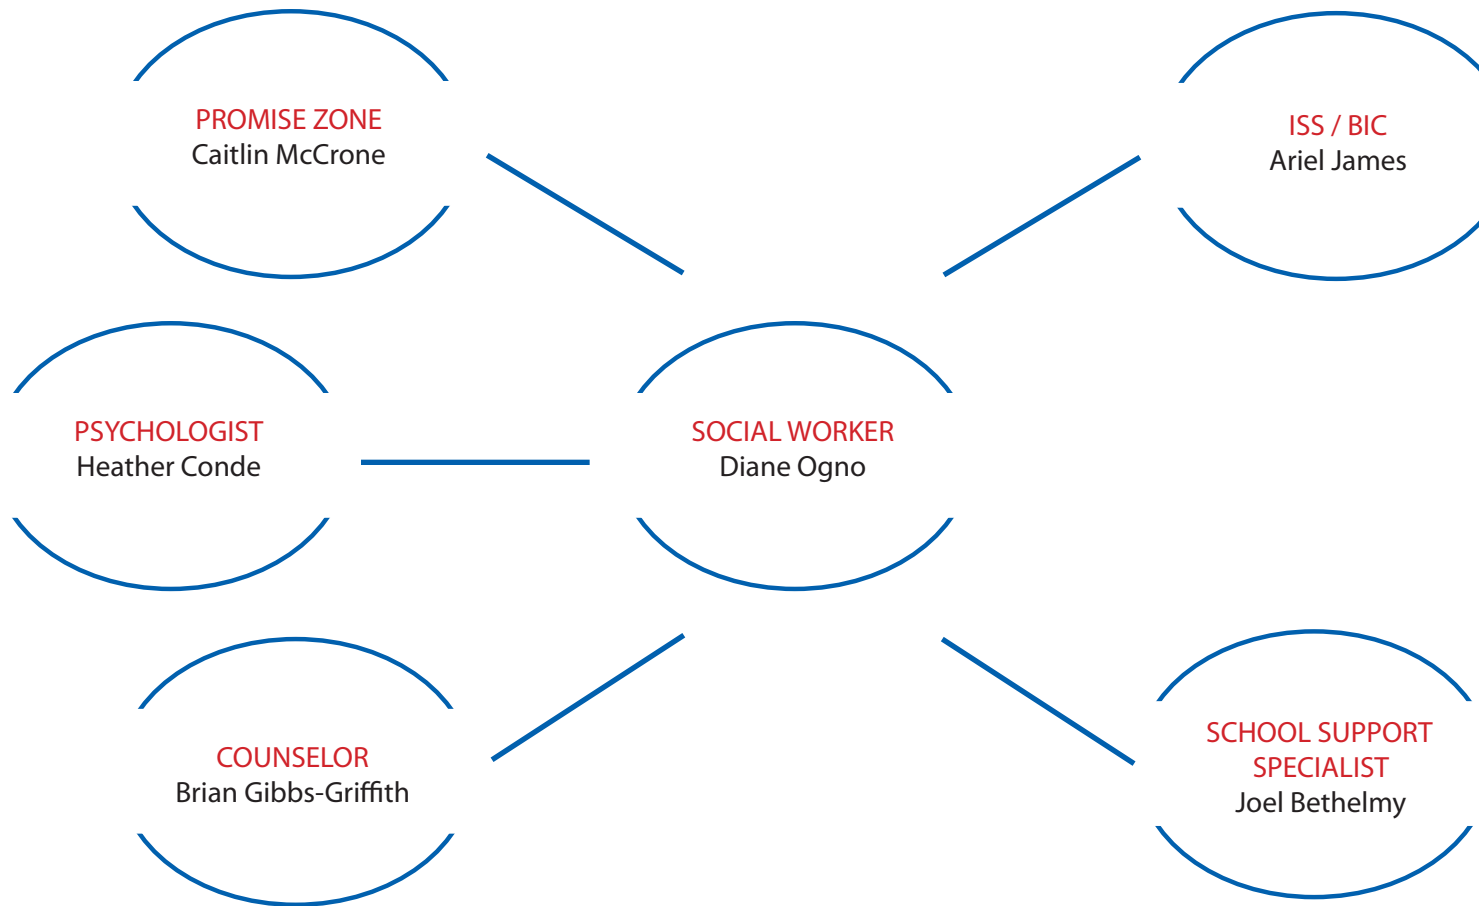 PROMISE ZONE
Caitlin McCrone
ISS / BIC
Ariel James
PSYCHOLOGIST
Heather Conde
SOCIAL WORKER
Diane Ogno
COUNSELOR
Brian Gibbs-Griffith
SCHOOL SUPPORT
SPECIALIST
Joel Bethelmy